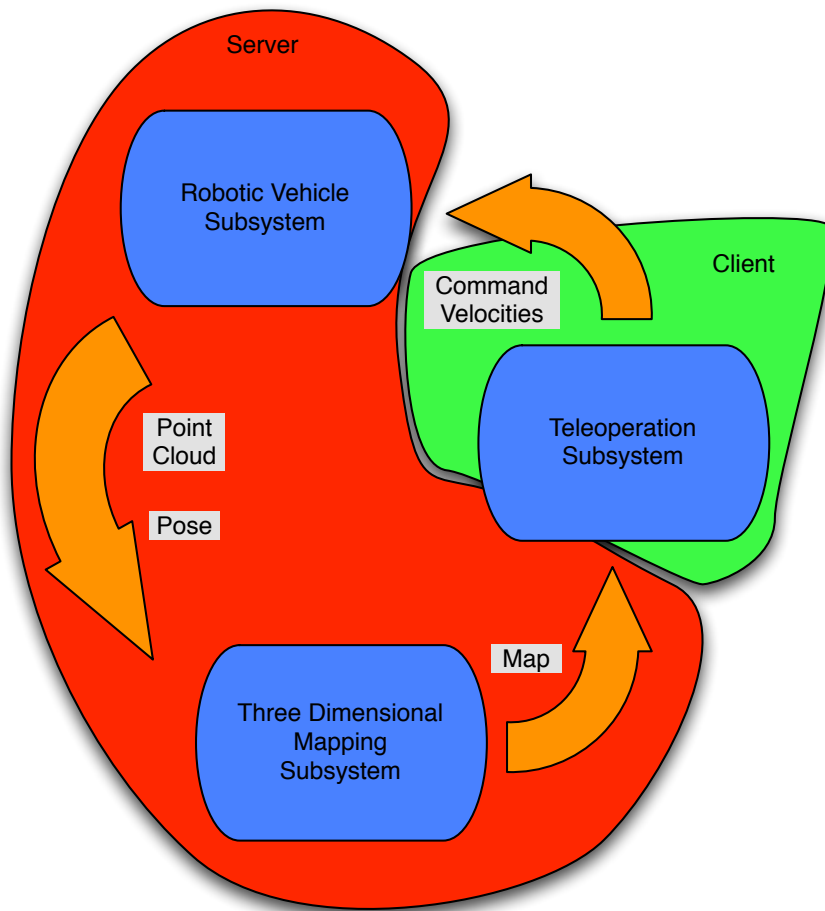 Server
Robotic Vehicle
Subsystem
Client
Command
Velocities
Teleoperation
Subsystem
Point
Cloud
Pose
Map
Three Dimensional
Mapping
Subsystem